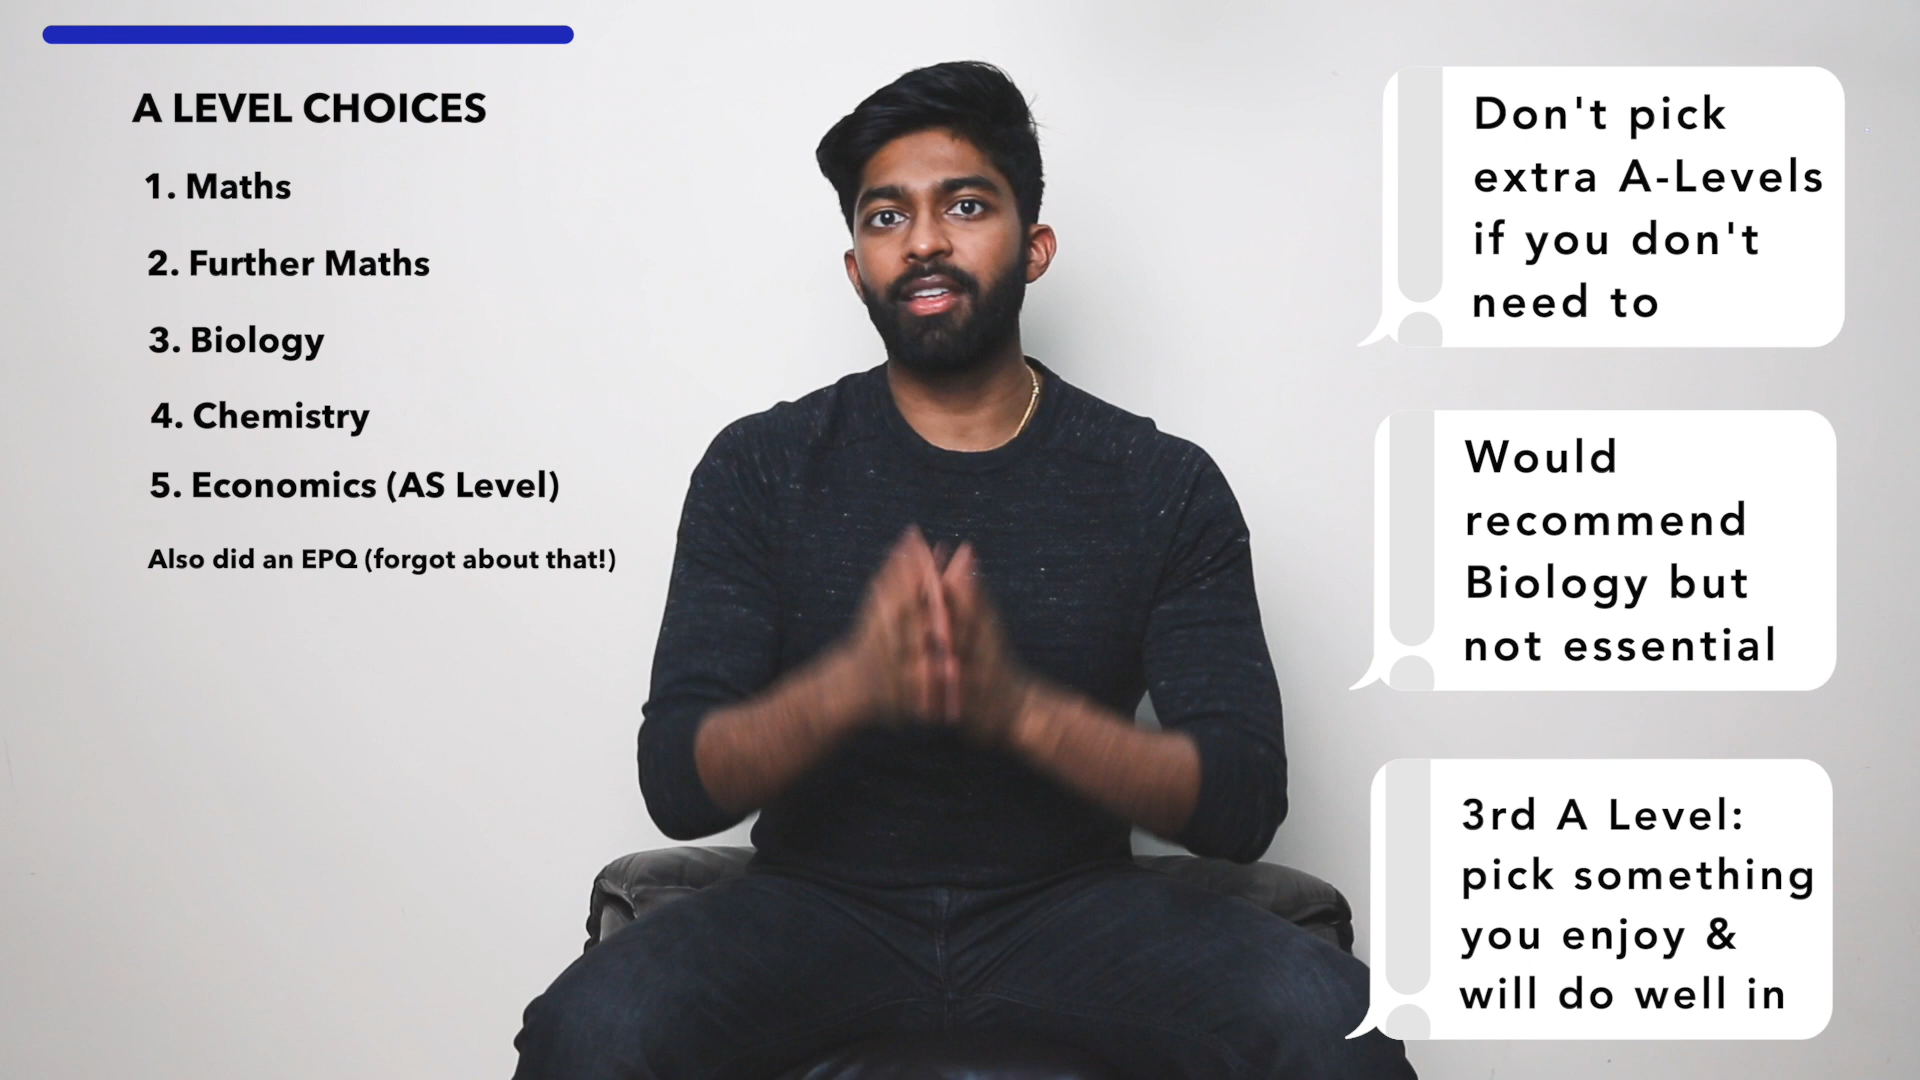 A LEVEL CHOICES
1. Maths
2. Further Maths
3. Biology
4. Chemistry
5. Economics (AS Level)
Also did an EPQ (forgot about that!)
Don't pick
extra A-Levels
if you don't
need to
Would
recommend
Biology but
not essential
3rd A Level:
pick something
you enjoy &
will do well in